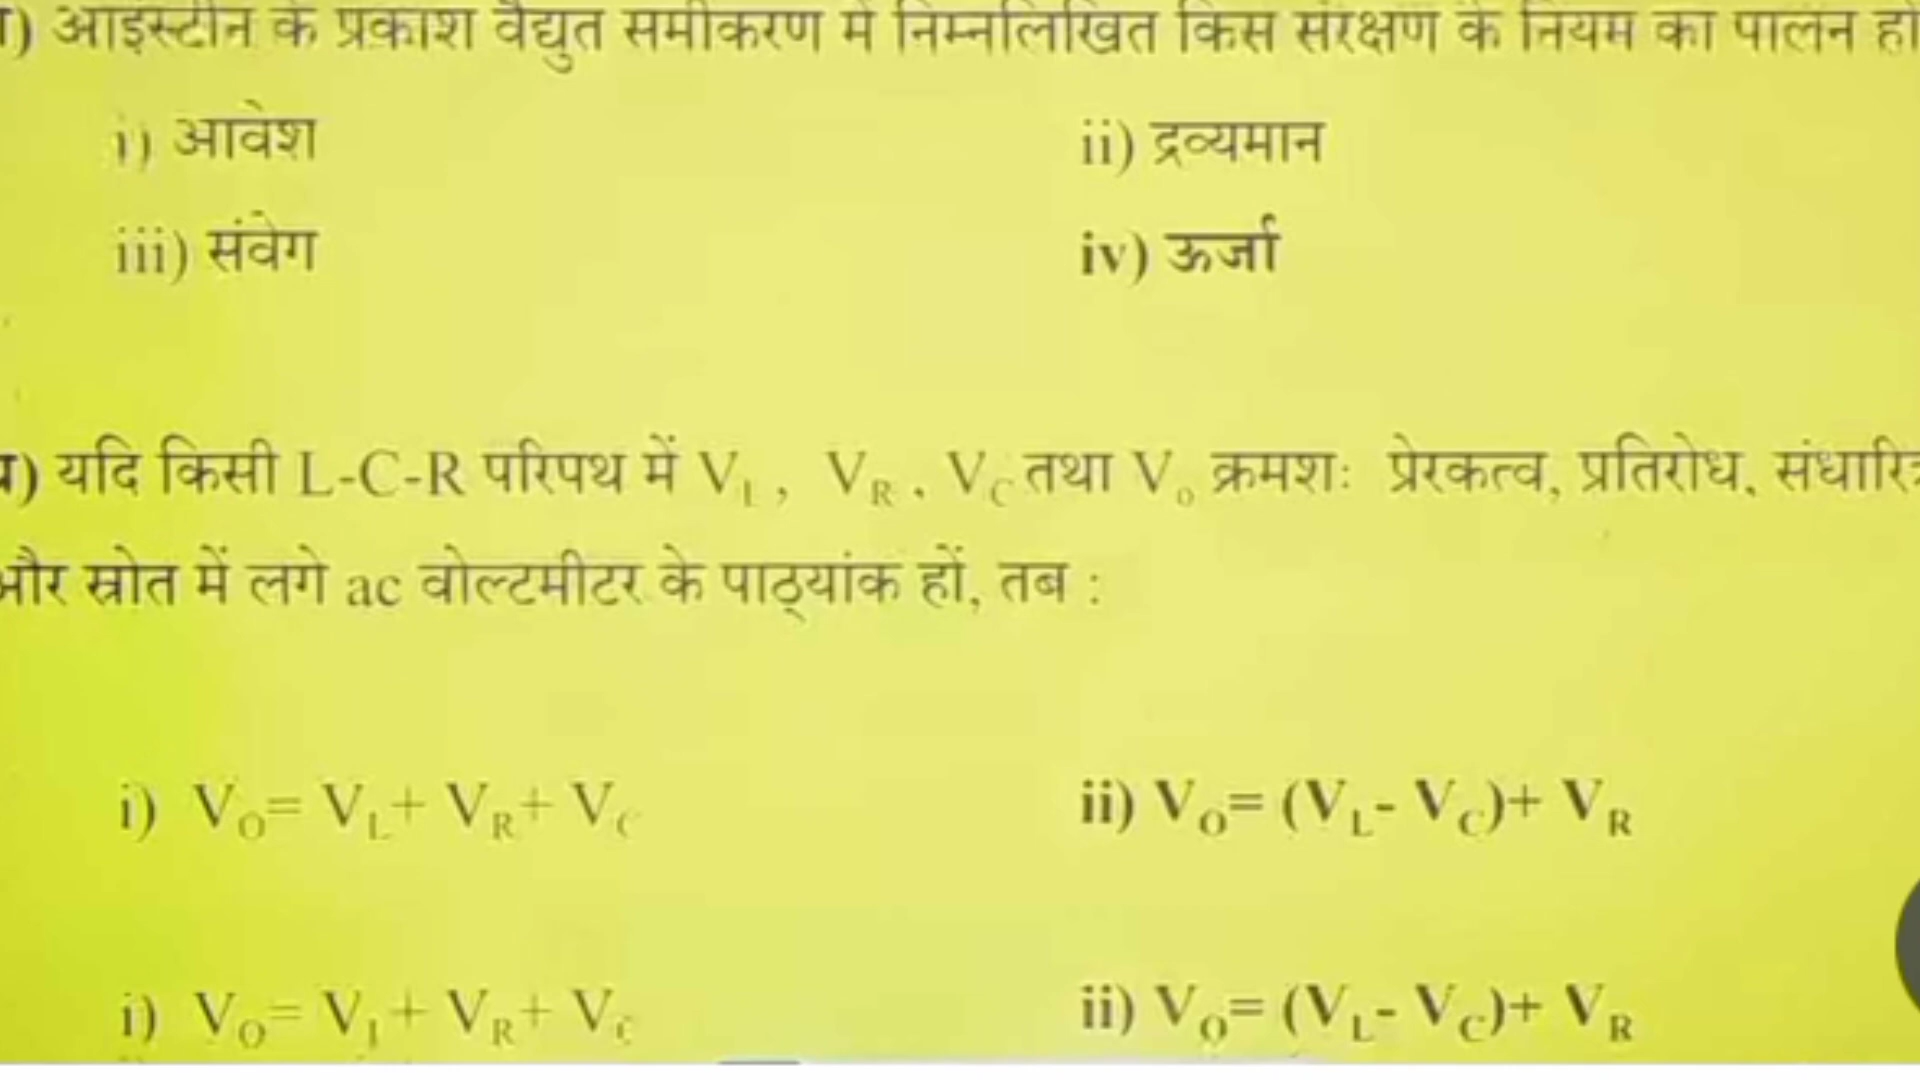 ) आइंस्टीन के प्रकाश वैद्युत समीकरण में निम्नलिखित किस संरक्षण के नियम का पालन
i) आवेश ii) द्रव्यमान
iii) संवेग iv) ऊर्जा
) यदि किसी L-C-R परिपथ में V_L, V_R, V_C तथा V_o क्रमशः प्रेरकत्व, प्रतिरोध, संधारित्र
और स्रोत में लगे ac वोल्टमीटर के पाठ्यांक हों, तब :
i) V_O= V_L+ V_R+ V_C ii) V_O= (V_L- V_C)+ V_R
i) V_O= V_L+ V_R+ V_C ii) V_O= (V_L- V_C)+ V_R